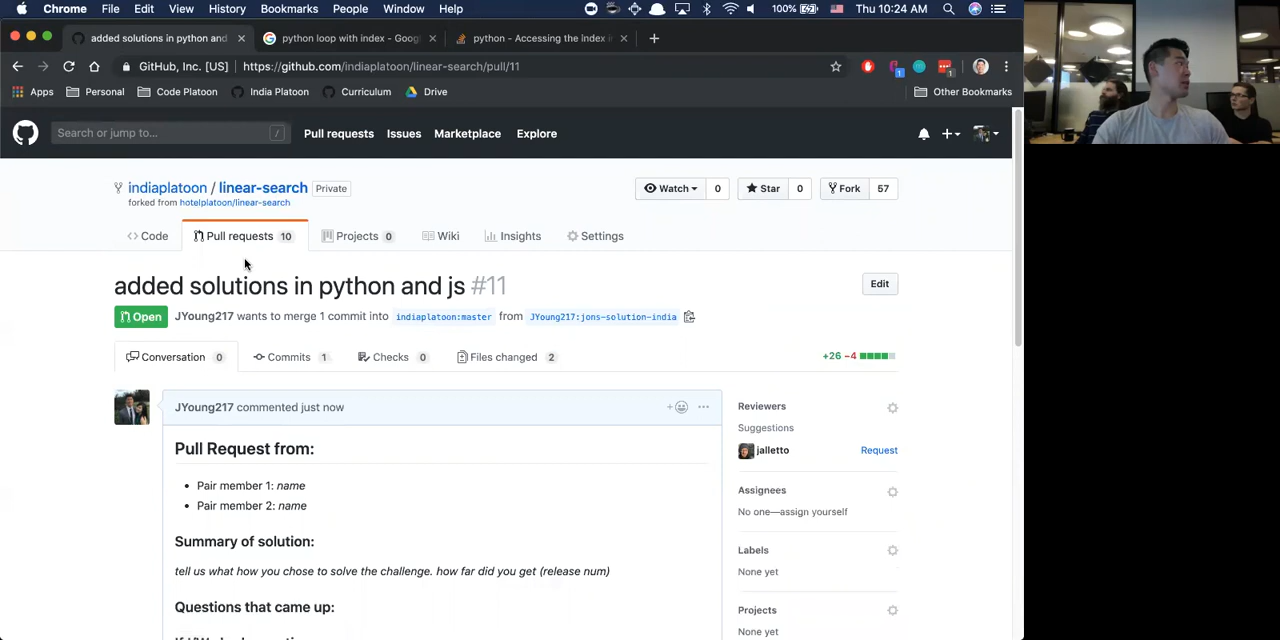 Chrome File Edit View History Bookmarks People Window Help 100% Thu 10:24 AM
added solutions in python and
python loop with index - Goog
python - Accessing the index i
GitHub, Inc. [US] https://github.com/indiaplatoon/linear-search/pull/11
Apps Personal Code Platoon India Platoon Curriculum Drive Other Bookmarks
Search or jump to... / Pull requests Issues Marketplace Explore
indiaplatoon / linear-search Private
forked from hotelplatoon/linear-search
Watch 0 Star 0 Fork 57
Code Pull requests 10 Projects 0 Wiki Insights Settings
added solutions in python and js #11
Edit
Open JYoung217 wants to merge 1 commit into indiaplatoon:master from JYoung217:jons-solution-india
Conversation 0 Commits 1 Checks 0 Files changed 2
+26 −4
JYoung217 commented just now
Pull Request from:
Pair member 1: name
Pair member 2: name
Summary of solution:
tell us what how you chose to solve the challenge. how far did you get (release num)
Questions that came up:
Reviewers
Suggestions
jalletto Request
Assignees
No one—assign yourself
Labels
None yet
Projects
None yet